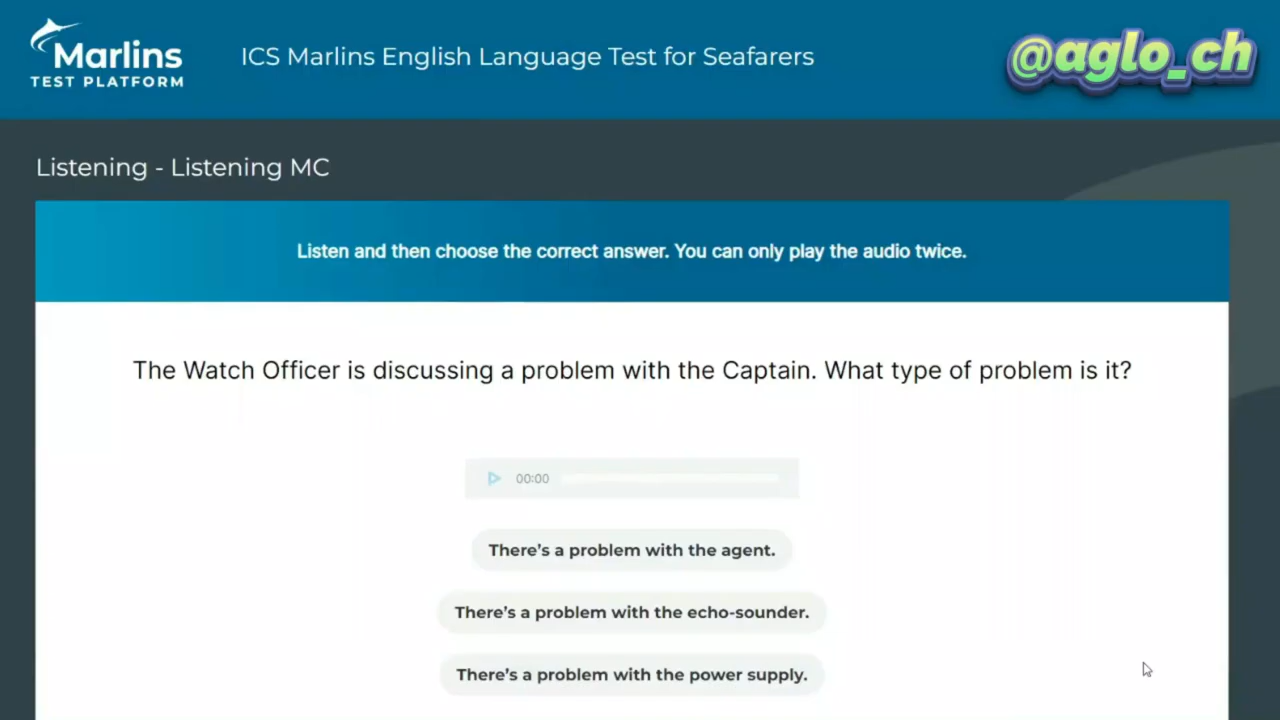 Marlins
TEST PLATFORM
ICS Marlins English Language Test for Seafarers
@aglo_ch
Listening - Listening MC
Listen and then choose the correct answer. You can only play the audio twice.
The Watch Officer is discussing a problem with the Captain. What type of problem is it?
00:00
There's a problem with the agent.
There's a problem with the echo-sounder.
There's a problem with the power supply.